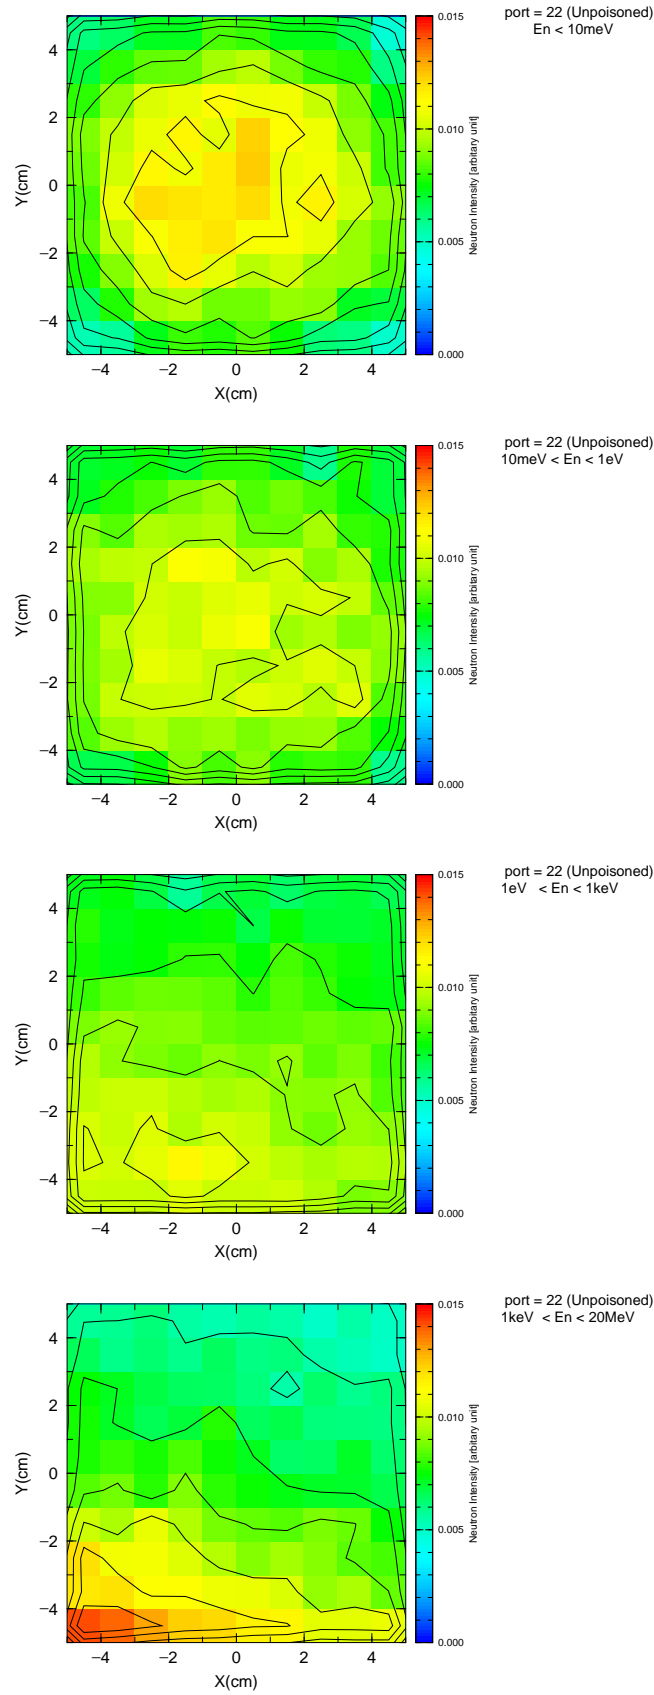 port = 22 (Unpoisoned)
En < 10meV
4
2
0
−2
−4
Y(cm)
−4 −2 0 2 4
X(cm)
0.015
0.010
0.005
0.000
Neutron Intensity [arbitary unit]
port = 22 (Unpoisoned)
10meV < En < 1eV
4
2
0
−2
−4
Y(cm)
−4 −2 0 2 4
X(cm)
0.015
0.010
0.005
0.000
Neutron Intensity [arbitary unit]
port = 22 (Unpoisoned)
1eV < En < 1keV
4
2
0
−2
−4
Y(cm)
−4 −2 0 2 4
X(cm)
0.015
0.010
0.005
0.000
Neutron Intensity [arbitary unit]
port = 22 (Unpoisoned)
1keV < En < 20MeV
4
2
0
−2
−4
Y(cm)
−4 −2 0 2 4
X(cm)
0.015
0.010
0.005
0.000
Neutron Intensity [arbitary unit]